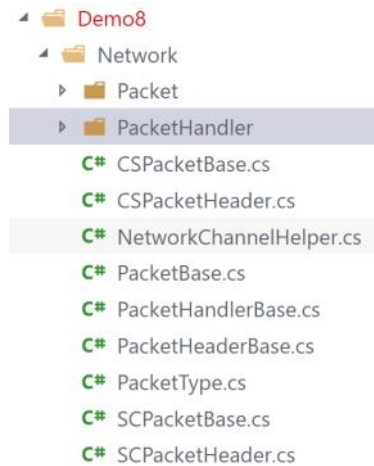 Demo8
Network
Packet
PacketHandler
C# CSPacketBase.cs
C# CSPacketHeader.cs
C# NetworkChannelHelper.cs
C# PacketBase.cs
C# PacketHandlerBase.cs
C# PacketHeaderBase.cs
C# PacketType.cs
C# SCPacketBase.cs
C# SCPacketHeader.cs